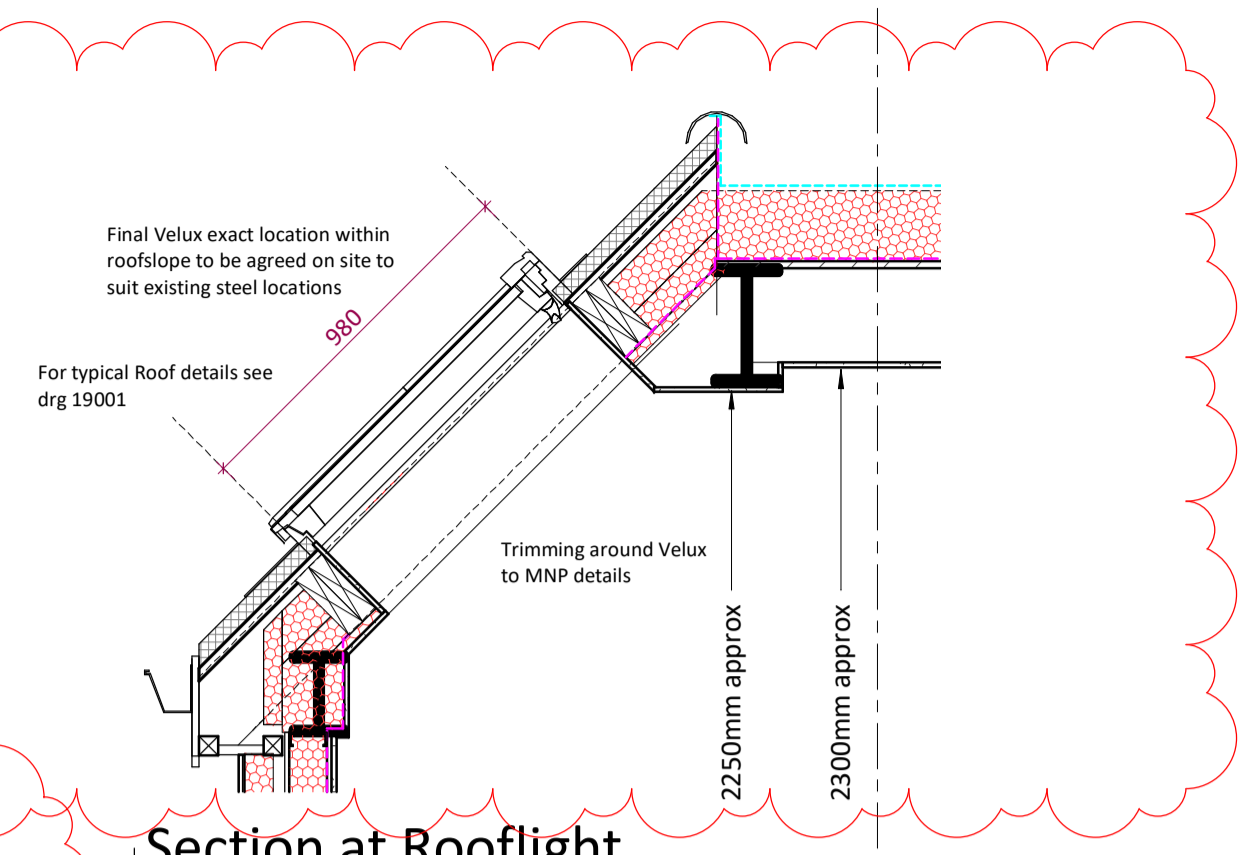 Final Velux exact location within
roofslope to be agreed on site to
suit existing steel locations
980
For typical Roof details see
drg 19001
Trimming around Velux
to MNP details
2250mm approx
2300mm approx
Section at Rooflight